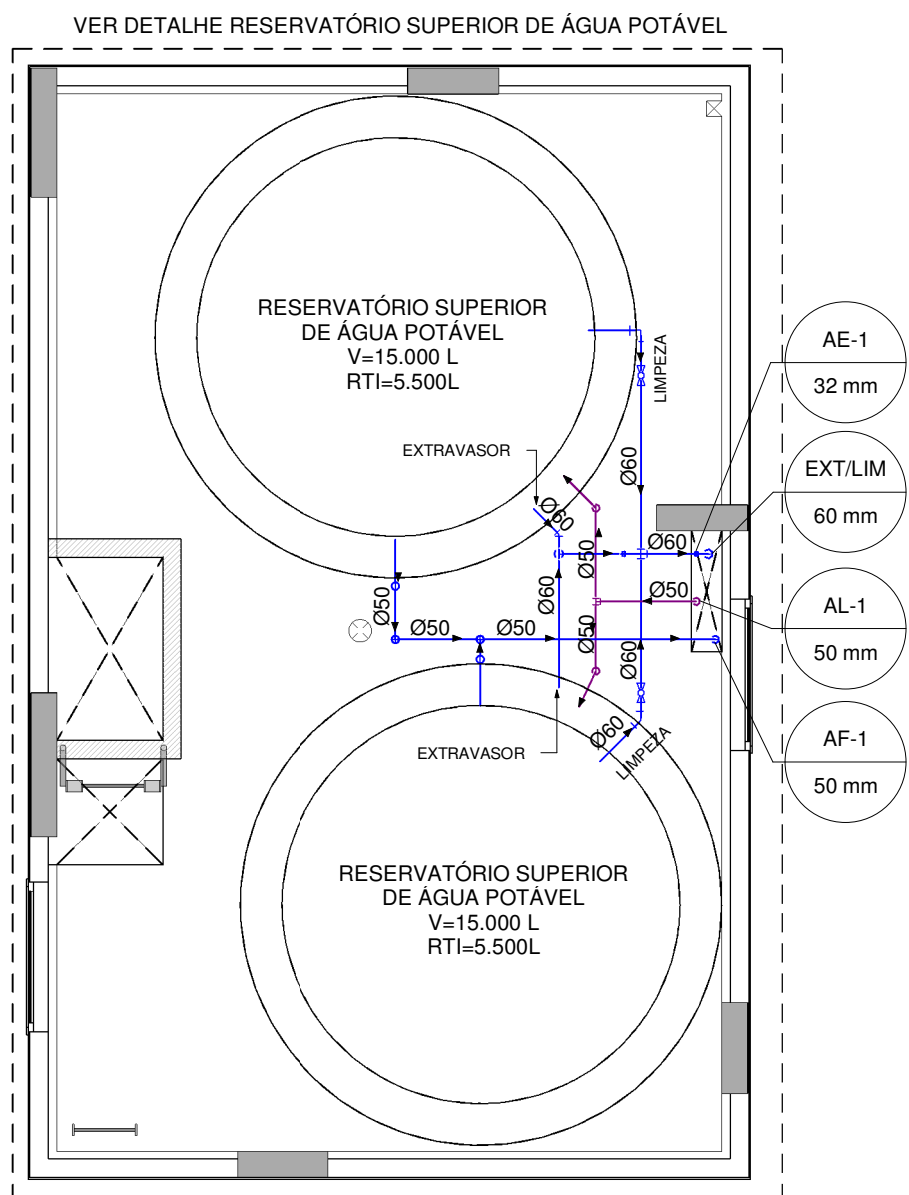 VER DETALHE RESERVATÓRIO SUPERIOR DE ÁGUA POTÁVEL
RESERVATÓRIO SUPERIOR
DE ÁGUA POTÁVEL
V=15.000 L
RTI=5.500L
LIMPEZA
AE-1
32 mm
EXTRAVASOR
Ø60
Ø60
EXT/LIM
60 mm
Ø60
Ø50
Ø60
Ø50
AL-1
50 mm
Ø50
Ø50
Ø50
Ø50
Ø60
AF-1
50 mm
EXTRAVASOR
Ø60
LIMPEZA
RESERVATÓRIO SUPERIOR
DE ÁGUA POTÁVEL
V=15.000 L
RTI=5.500L